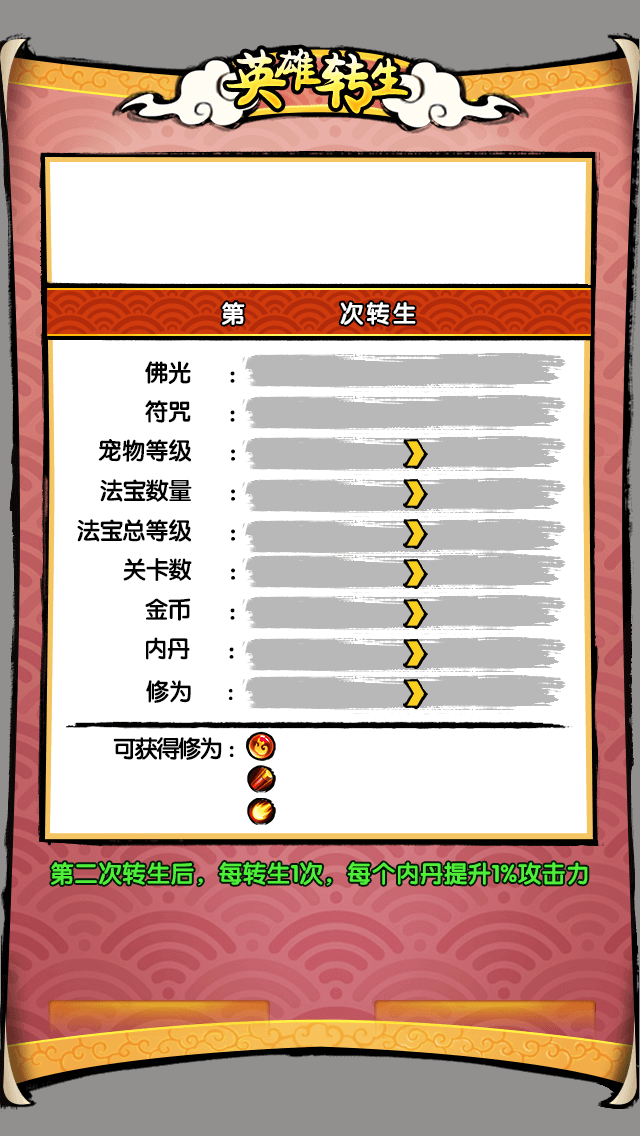 英雄转生
第 次转生
佛光 :
符咒 :
宠物等级 :
法宝数量 :
法宝总等级 :
关卡数 :
金币 :
内丹 :
修为 :
可获得修为 :
第二次转生后，每转生1次，每个内丹提升1%攻击力